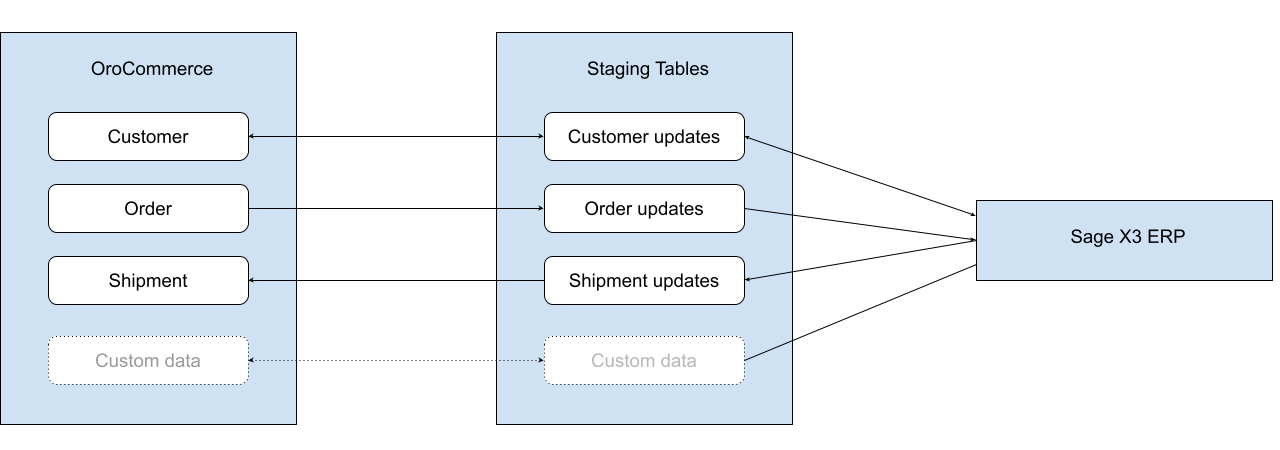 OroCommerce
Customer
Order
Shipment
Custom data
Staging Tables
Customer updates
Order updates
Shipment updates
Custom data
Sage X3 ERP